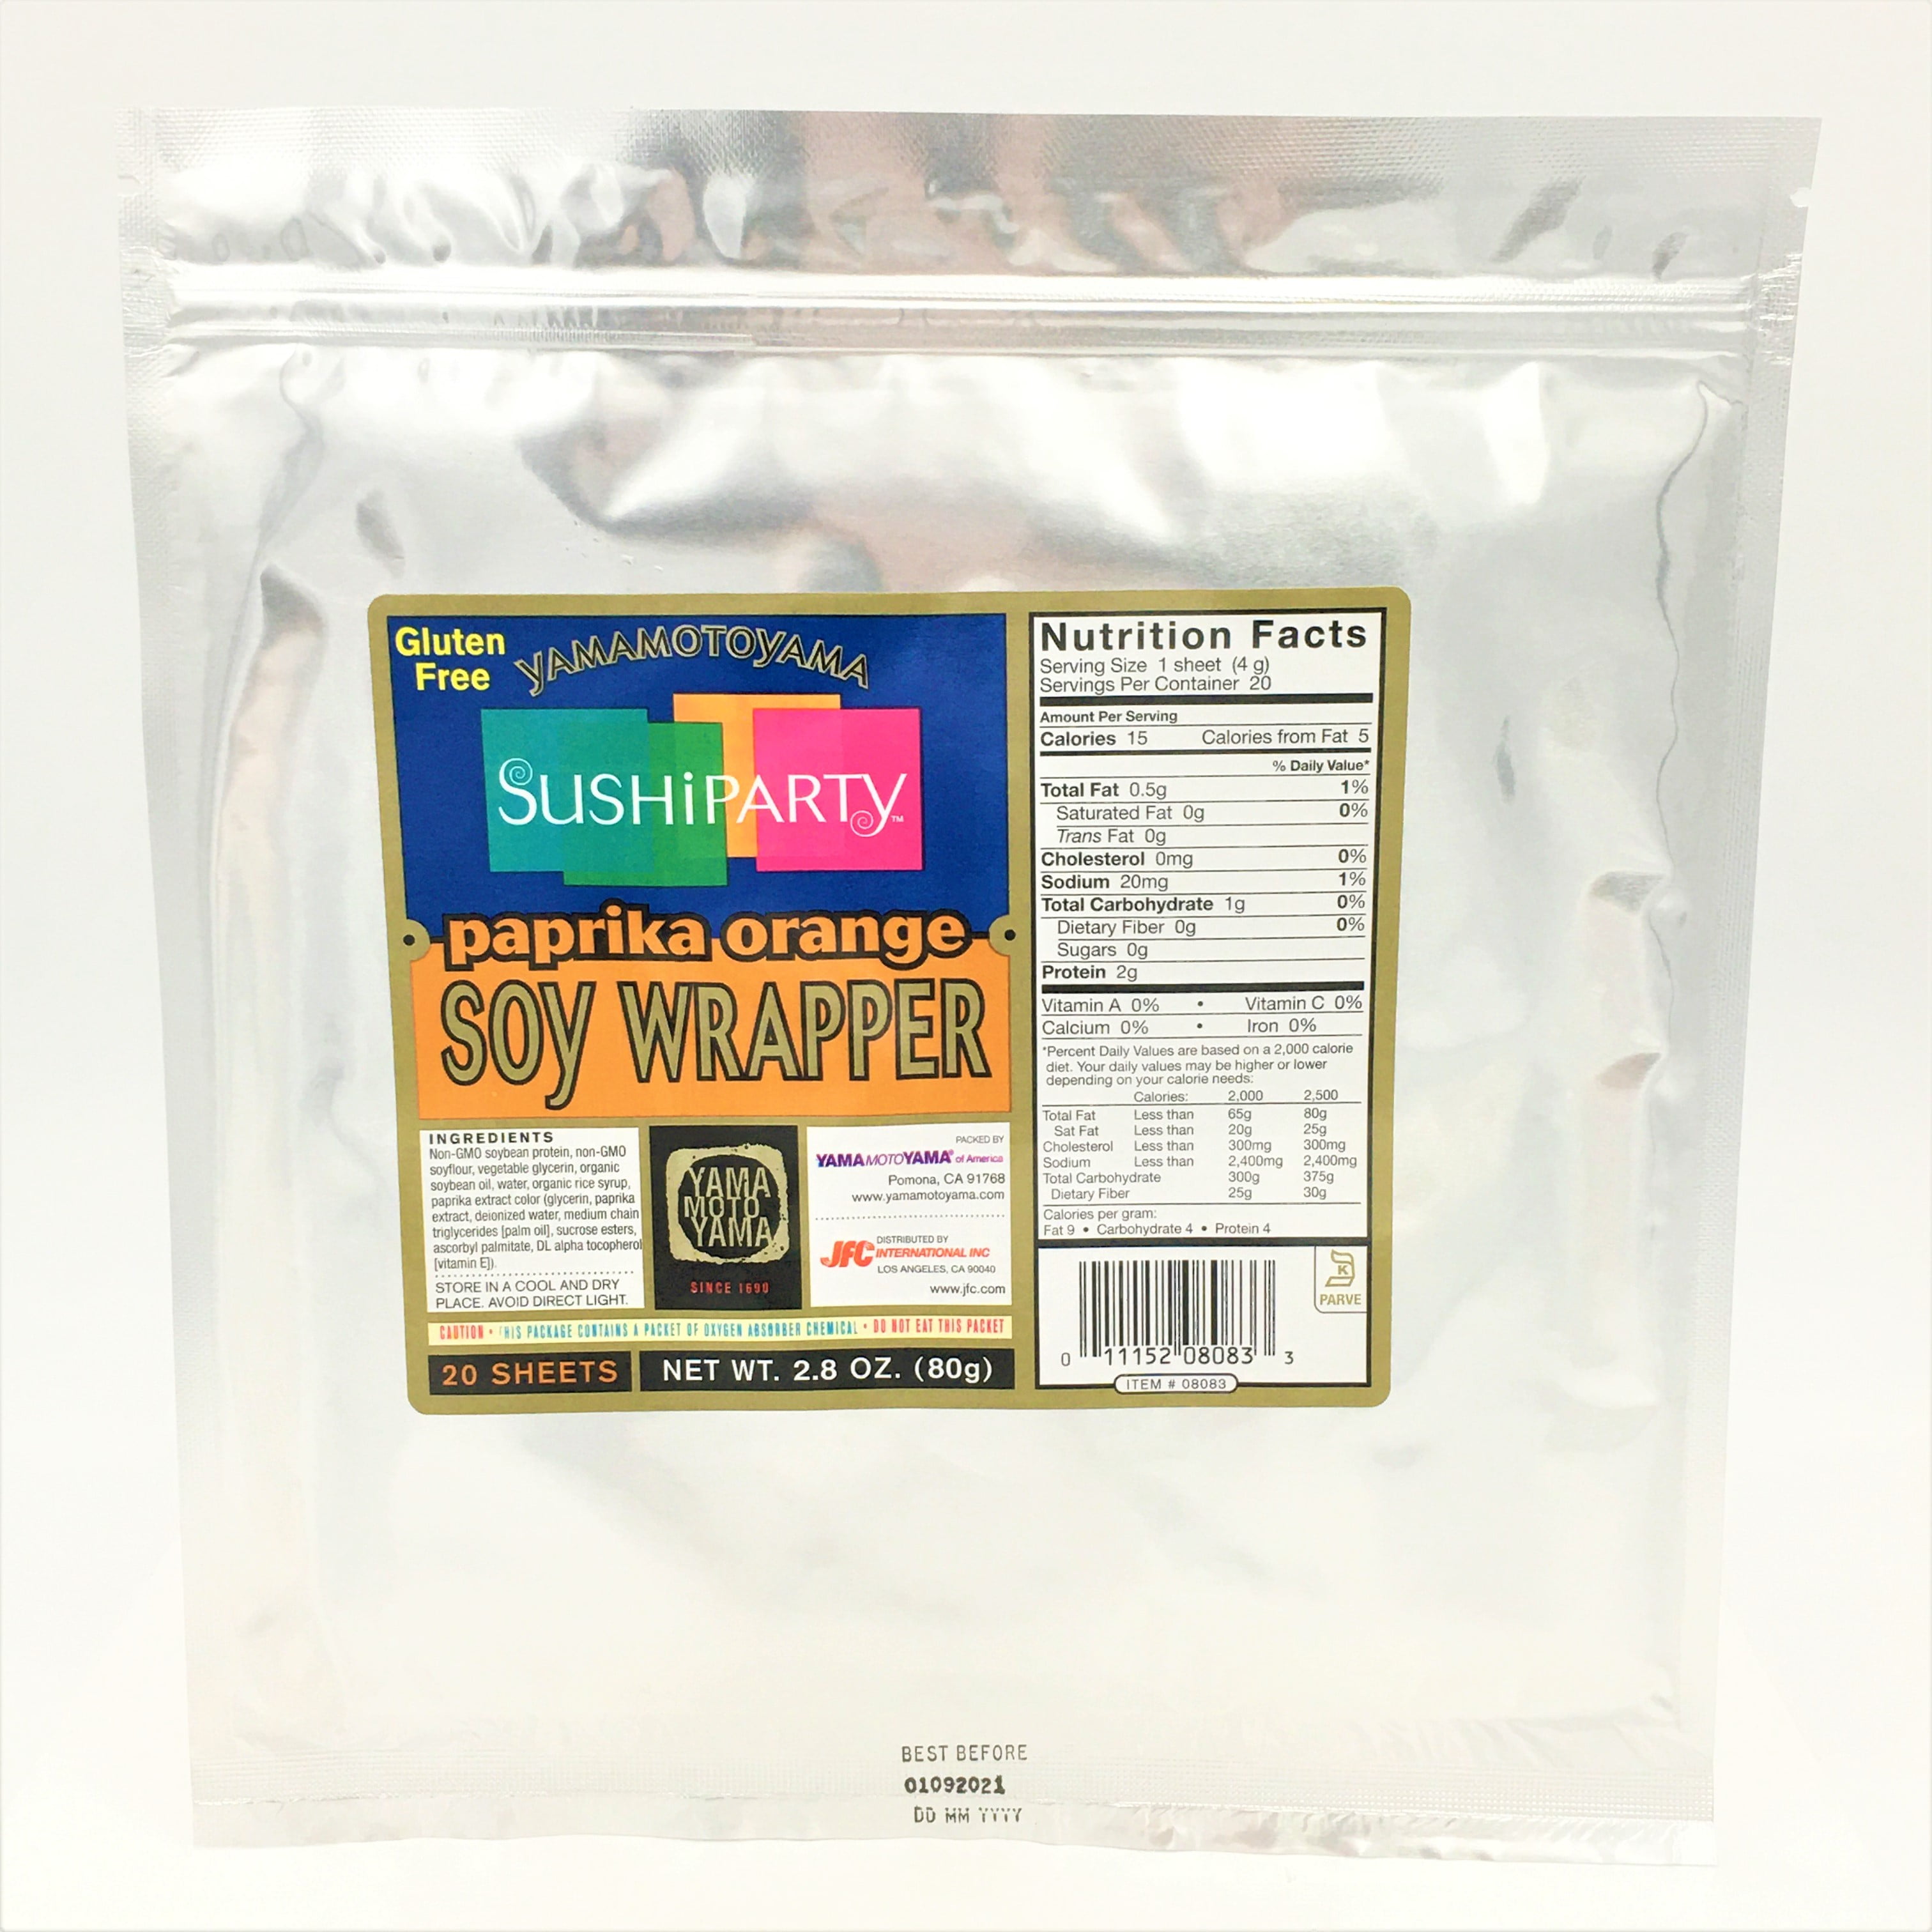 Gluten
Free
YAMAMOTOYAMA
SUSHiPARTY™
paprika orange
SOY WRAPPER
INGREDIENTS
Non-GMO soybean protein, non-GMO
soyflour, vegetable glycerin, organic
soybean oil, water, organic rice syrup,
paprika extract color (glycerin, paprika
extract, deionized water, medium chain
triglycerides [palm oil], sucrose esters,
ascorbyl palmitate, DL alpha tocopherol
[vitamin E]).
STORE IN A COOL AND DRY
PLACE. AVOID DIRECT LIGHT.
YAMA
MOTO
YAMA
SINCE 1690
PACKED BY
YAMAMOTOYAMA® of America
Pomona, CA 91768
www.yamamotoyama.com
DISTRIBUTED BY
JFC INTERNATIONAL INC
LOS ANGELES, CA 90040
www.jfc.com
CAUTION • THIS PACKAGE CONTAINS A PACKET OF OXYGEN ABSORBER CHEMICAL • DO NOT EAT THIS PACKET
20 SHEETS
NET WT. 2.8 OZ. (80g)
Nutrition Facts
Serving Size 1 sheet (4 g)
Servings Per Container 20
Amount Per Serving
Calories 15 Calories from Fat 5
% Daily Value*
Total Fat 0.5g 1%
Saturated Fat 0g 0%
Trans Fat 0g
Cholesterol 0mg 0%
Sodium 20mg 1%
Total Carbohydrate 1g 0%
Dietary Fiber 0g 0%
Sugars 0g
Protein 2g
Vitamin A 0% • Vitamin C 0%
Calcium 0% • Iron 0%
*Percent Daily Values are based on a 2,000 calorie
diet. Your daily values may be higher or lower
depending on your calorie needs:
Calories: 2,000 2,500
Total Fat Less than 65g 80g
Sat Fat Less than 20g 25g
Cholesterol Less than 300mg 300mg
Sodium Less than 2,400mg 2,400mg
Total Carbohydrate 300g 375g
Dietary Fiber 25g 30g
Calories per gram:
Fat 9 • Carbohydrate 4 • Protein 4
K
PARVE
0 11152 08083 3
ITEM # 08083
BEST BEFORE
01092021
DD MM YYYY